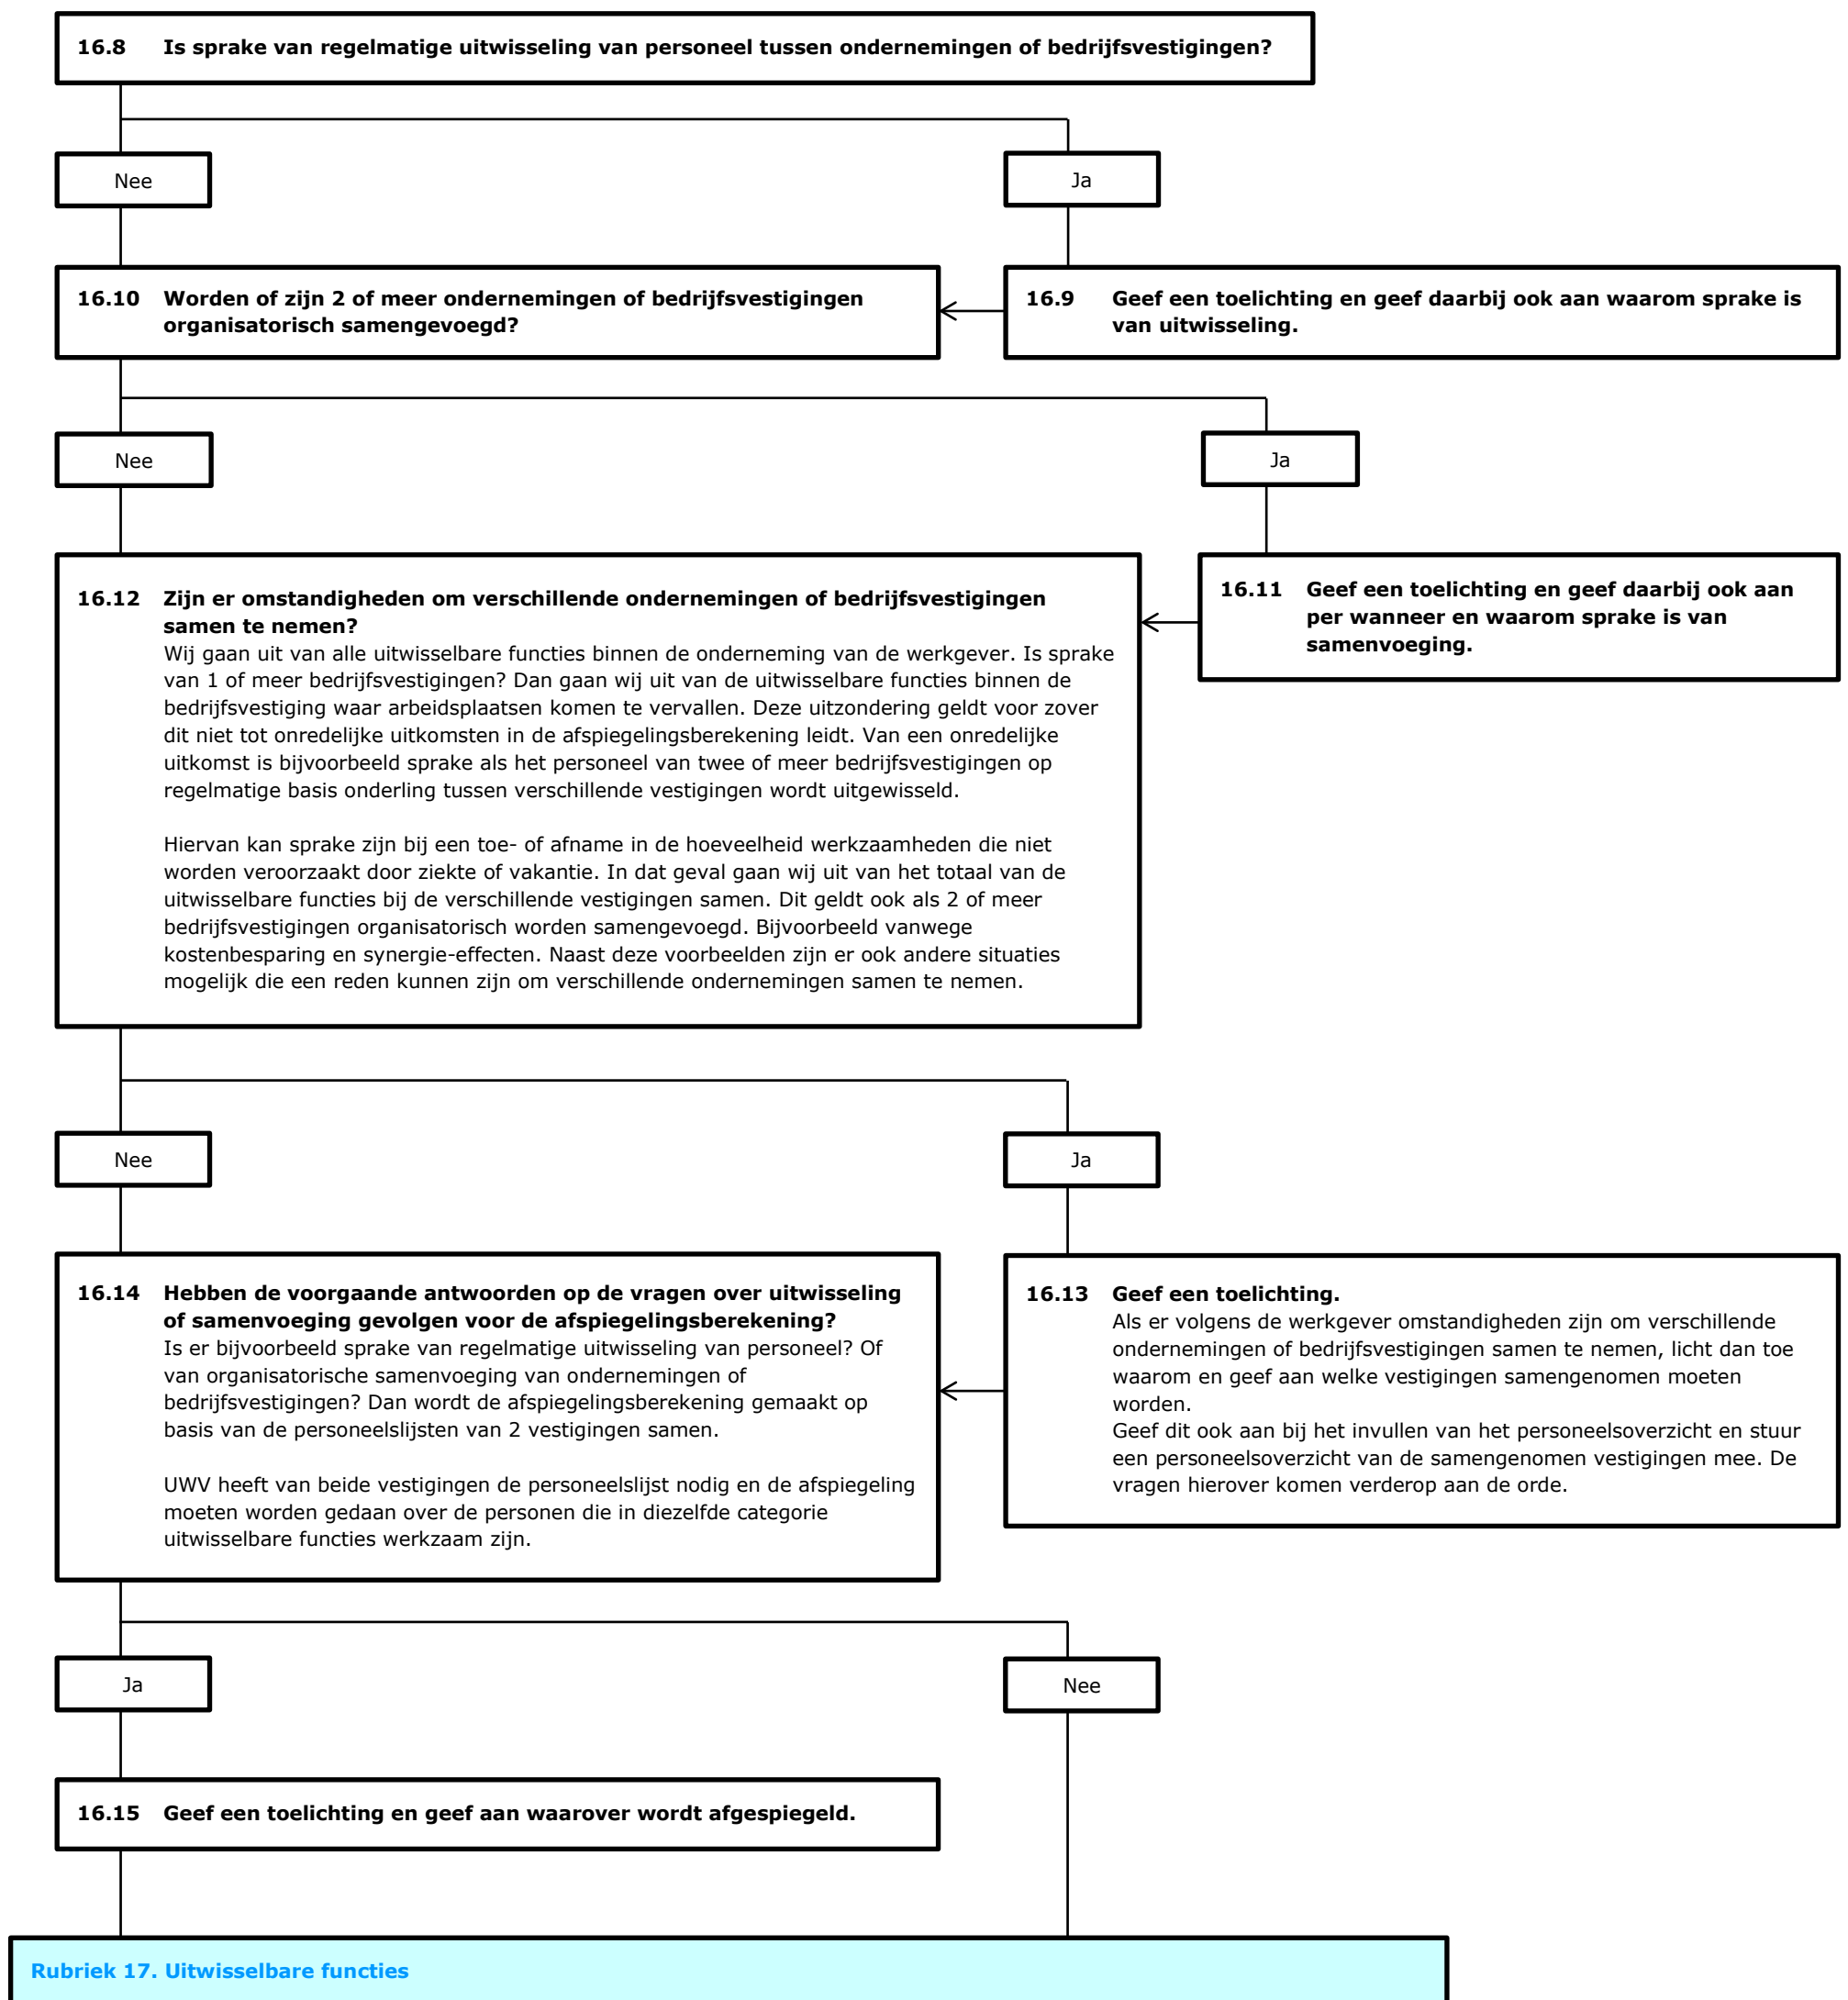 16.8 Is sprake van regelmatige uitwisseling van personeel tussen ondernemingen of bedrijfsvestigingen?
Nee
Ja
16.10 Worden of zijn 2 of meer ondernemingen of bedrijfsvestigingen
organisatorisch samengevoegd?
16.9 Geef een toelichting en geef daarbij ook aan waarom sprake is
van uitwisseling.
Nee
Ja
16.12 Zijn er omstandigheden om verschillende ondernemingen of bedrijfsvestigingen
samen te nemen?
Wij gaan uit van alle uitwisselbare functies binnen de onderneming van de werkgever. Is sprake
van 1 of meer bedrijfsvestigingen? Dan gaan wij uit van de uitwisselbare functies binnen de
bedrijfsvestiging waar arbeidsplaatsen komen te vervallen. Deze uitzondering geldt voor zover
dit niet tot onredelijke uitkomsten in de afspiegelingsberekening leidt. Van een onredelijke
uitkomst is bijvoorbeeld sprake als het personeel van twee of meer bedrijfsvestigingen op
regelmatige basis onderling tussen verschillende vestigingen wordt uitgewisseld.
Hiervan kan sprake zijn bij een toe- of afname in de hoeveelheid werkzaamheden die niet
worden veroorzaakt door ziekte of vakantie. In dat geval gaan wij uit van het totaal van de
uitwisselbare functies bij de verschillende vestigingen samen. Dit geldt ook als 2 of meer
bedrijfsvestigingen organisatorisch worden samengevoegd. Bijvoorbeeld vanwege
kostenbesparing en synergie-effecten. Naast deze voorbeelden zijn er ook andere situaties
mogelijk die een reden kunnen zijn om verschillende ondernemingen samen te nemen.
16.11 Geef een toelichting en geef daarbij ook aan
per wanneer en waarom sprake is van
samenvoeging.
Nee
Ja
16.14 Hebben de voorgaande antwoorden op de vragen over uitwisseling
of samenvoeging gevolgen voor de afspiegelingsberekening?
Is er bijvoorbeeld sprake van regelmatige uitwisseling van personeel? Of
van organisatorische samenvoeging van ondernemingen of
bedrijfsvestigingen? Dan wordt de afspiegelingsberekening gemaakt op
basis van de personeelslijsten van 2 vestigingen samen.
UWV heeft van beide vestigingen de personeelslijst nodig en de afspiegeling
moeten worden gedaan over de personen die in diezelfde categorie
uitwisselbare functies werkzaam zijn.
16.13 Geef een toelichting.
Als er volgens de werkgever omstandigheden zijn om verschillende
ondernemingen of bedrijfsvestigingen samen te nemen, licht dan toe
waarom en geef aan welke vestigingen samengenomen moeten
worden.
Geef dit ook aan bij het invullen van het personeelsoverzicht en stuur
een personeelsoverzicht van de samengenomen vestigingen mee. De
vragen hierover komen verderop aan de orde.
Ja
Nee
16.15 Geef een toelichting en geef aan waarover wordt afgespiegeld.
Rubriek 17. Uitwisselbare functies